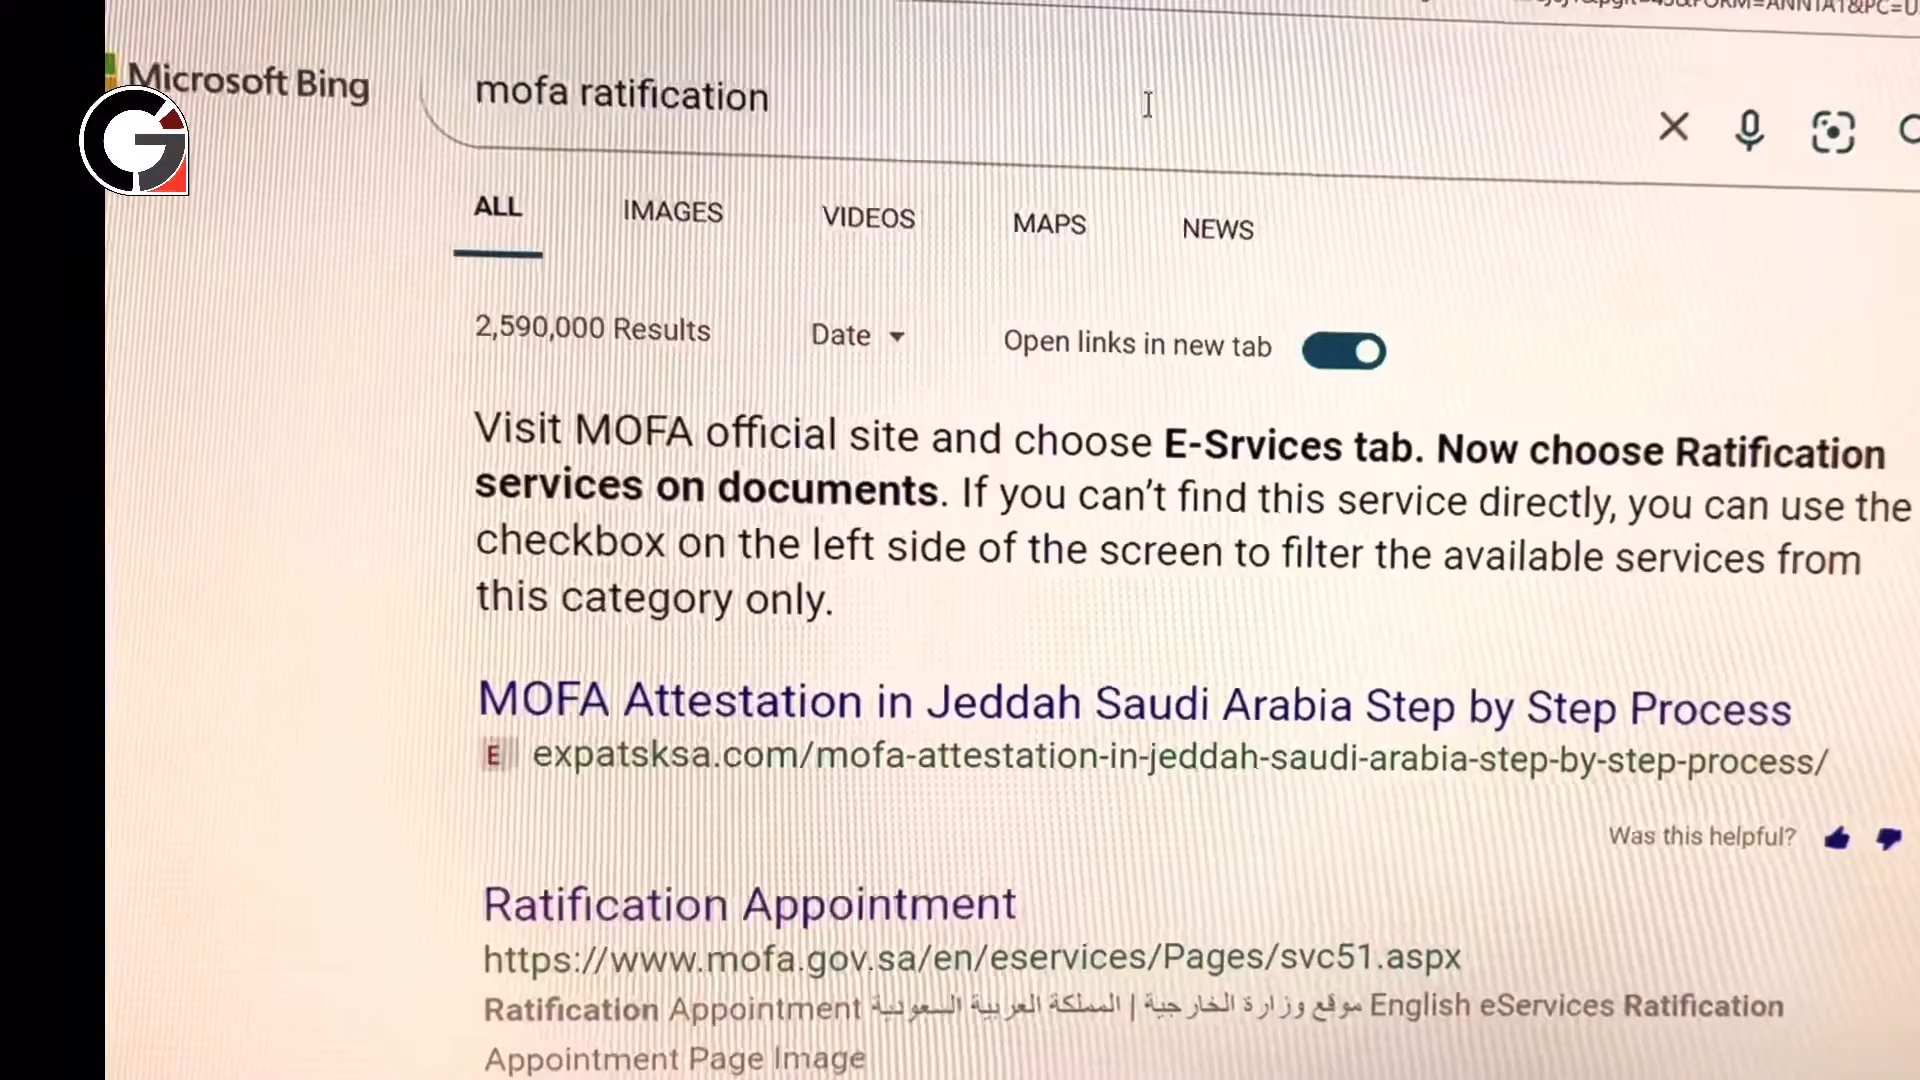 Microsoft Bing
mofa ratification
ALL IMAGES VIDEOS MAPS NEWS
2,590,000 Results Date Open links in new tab
Visit MOFA official site and choose E-Srvices tab. Now choose Ratification
services on documents. If you can’t find this service directly, you can use the
checkbox on the left side of the screen to filter the available services from
this category only.
MOFA Attestation in Jeddah Saudi Arabia Step by Step Process
E expatsksa.com/mofa-attestation-in-jeddah-saudi-arabia-step-by-step-process/
Was this helpful?
Ratification Appointment
https://www.mofa.gov.sa/en/eservices/Pages/svc51.aspx
Ratification Appointment موقع وزارة الخارجية | المملكة العربية السعودية English eServices Ratification
Appointment Page Image